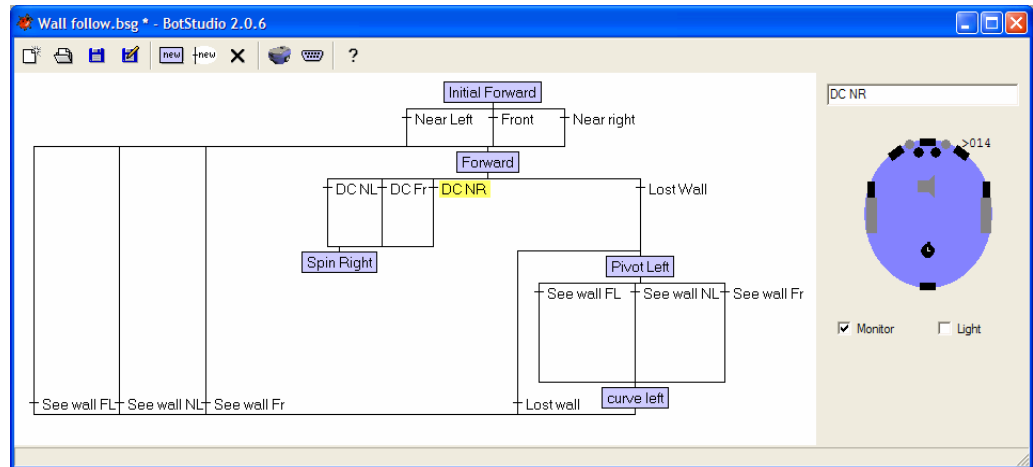 Wall follow.bsg * - BotStudio 2.0.6
new new ?
Initial Forward
DC NR
Near Left Front Near right
>014
Forward
DC NL DC Fr DC NR Lost Wall
Spin Right Pivot Left
See wall FL See wall NL See wall Fr
Monitor Light
curve left
See wall FL See wall NL See wall Fr Lost wall